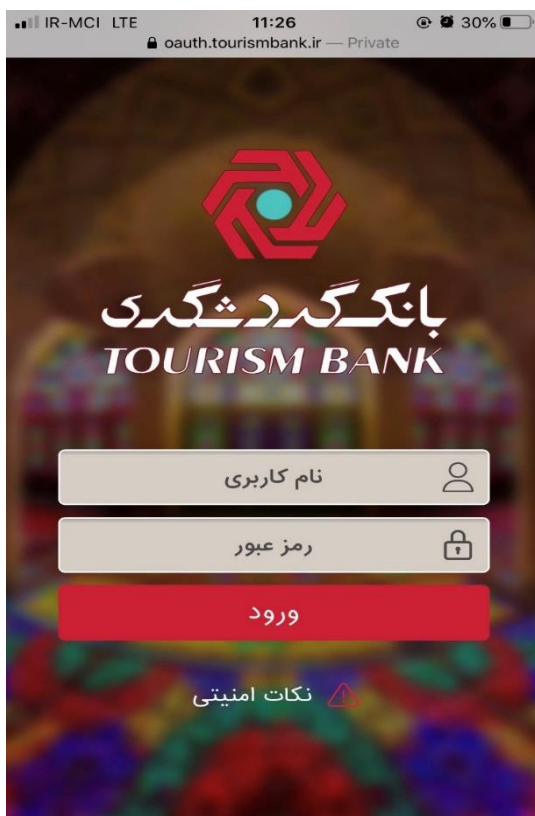 IR-MCI LTE 11:26 30%
oauth.tourismbank.ir — Private
بانک گردشگری
TOURISM BANK
نام کاربری
رمز عبور
ورود
نکات امنیتی